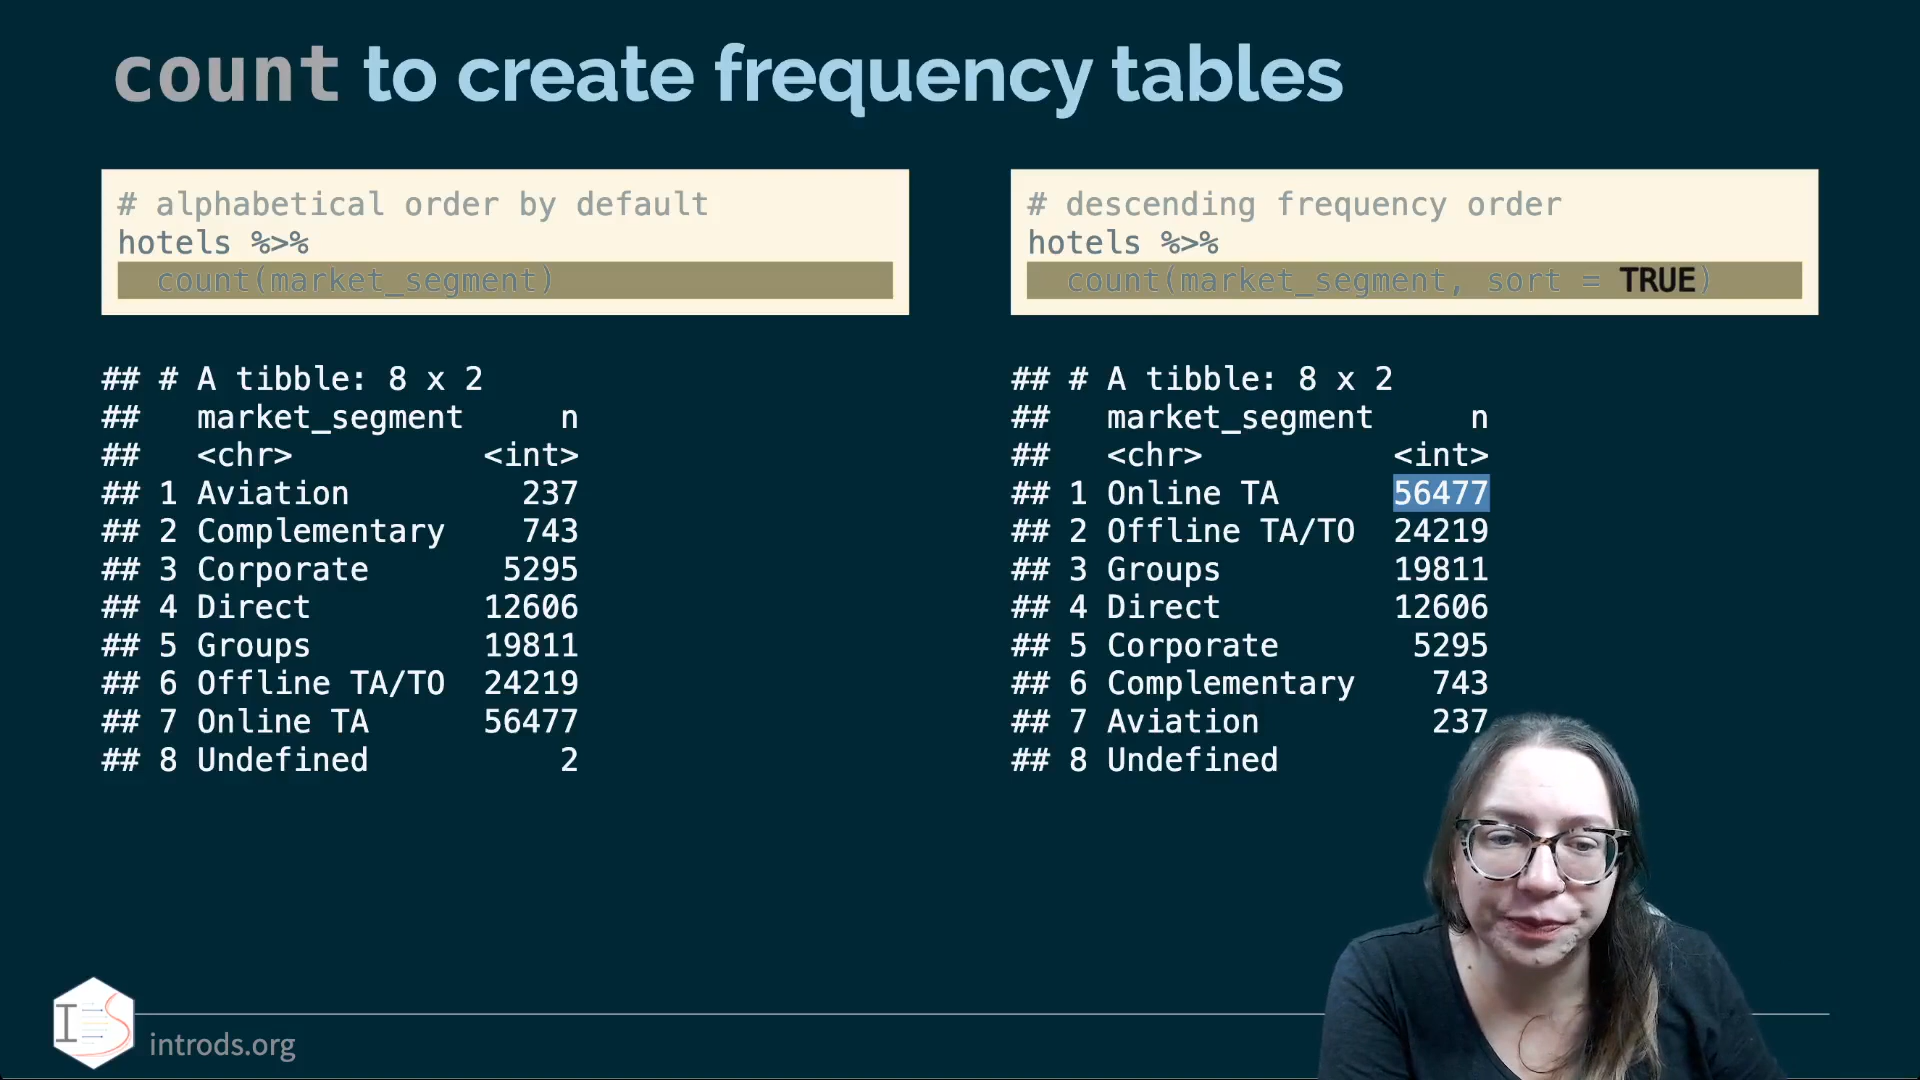 count to create frequency tables
# alphabetical order by default
hotels %>%
  count(market_segment)
## # A tibble: 8 x 2
##   market_segment     n
##   <chr>          <int>
## 1 Aviation         237
## 2 Complementary    743
## 3 Corporate       5295
## 4 Direct         12606
## 5 Groups         19811
## 6 Offline TA/TO  24219
## 7 Online TA      56477
## 8 Undefined          2
# descending frequency order
hotels %>%
  count(market_segment, sort = TRUE)
## # A tibble: 8 x 2
##   market_segment     n
##   <chr>          <int>
## 1 Online TA      56477
## 2 Offline TA/TO  24219
## 3 Groups         19811
## 4 Direct         12606
## 5 Corporate       5295
## 6 Complementary    743
## 7 Aviation         237
## 8 Undefined
IS
introds.org